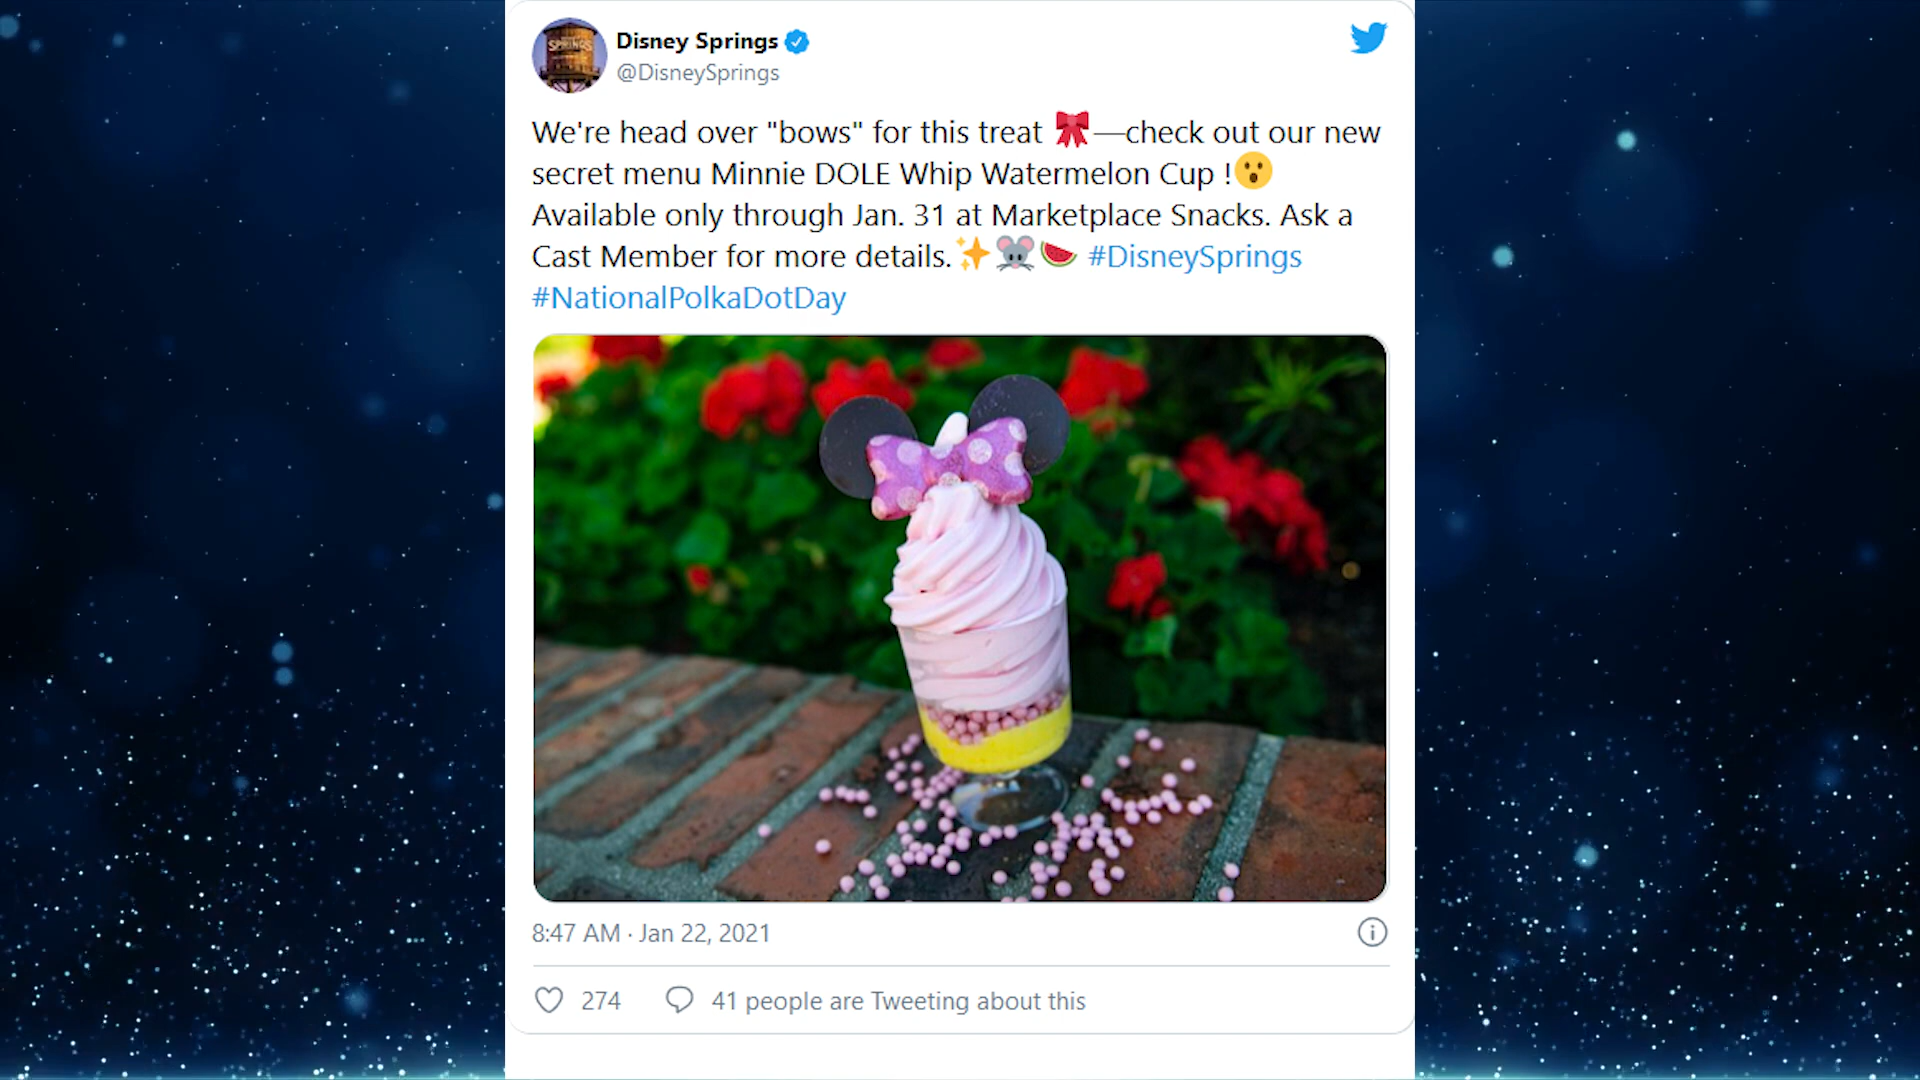 Disney Springs
@DisneySprings
SPRINGS
We're head over "bows" for this treat 🎀—check out our new
secret menu Minnie DOLE Whip Watermelon Cup !😮
Available only through Jan. 31 at Marketplace Snacks. Ask a
Cast Member for more details.✨🐭🍉 #DisneySprings
#NationalPolkaDotDay
8:47 AM · Jan 22, 2021
274
41 people are Tweeting about this